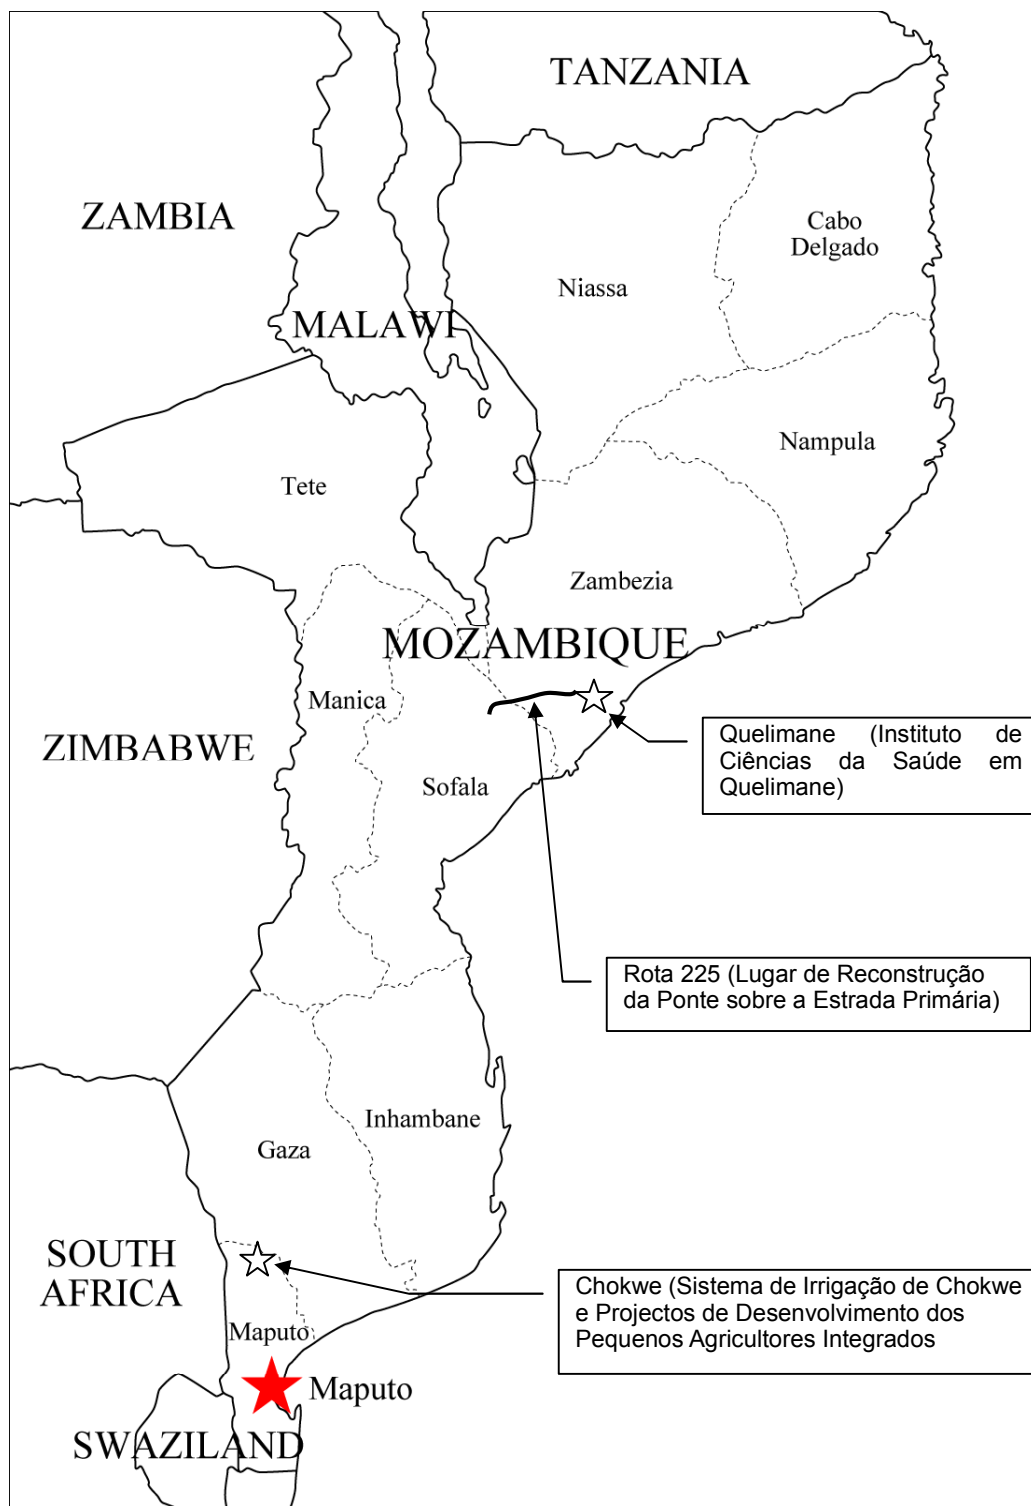 TANZANIA
ZAMBIA
Cabo
Delgado
Niassa
MALAWI
Nampula
Tete
Zambezia
MOZAMBIQUE
Manica
ZIMBABWE
Sofala
Quelimane (Instituto de
Ciências da Saúde em
Quelimane)
Rota 225 (Lugar de Reconstrução
da Ponte sobre a Estrada Primária)
Inhambane
Gaza
SOUTH
AFRICA
Chokwe (Sistema de Irrigação de Chokwe
e Projectos de Desenvolvimento dos
Pequenos Agricultores Integrados
Maputo
Maputo
SWAZILAND